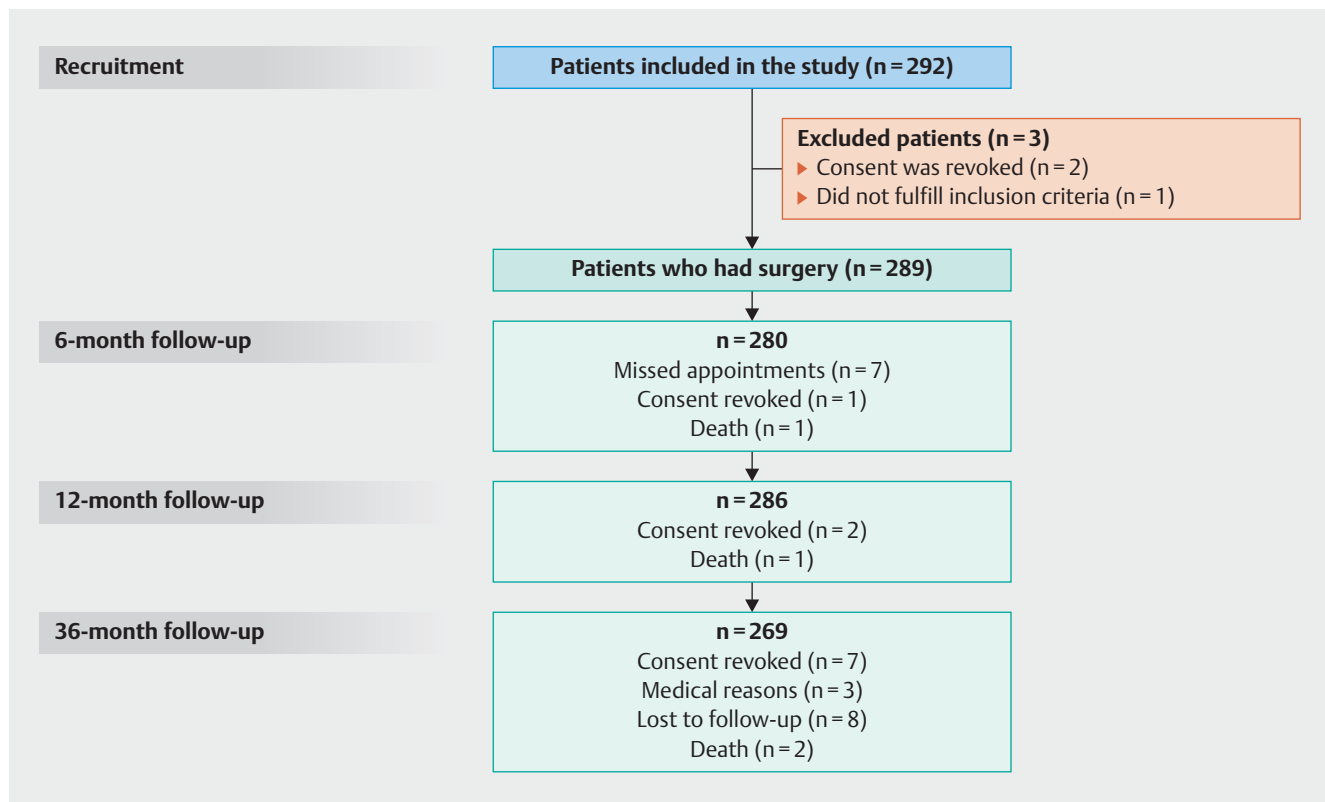 Recruitment
Patients included in the study (n = 292)
Excluded patients (n = 3)
▶ Consent was revoked (n = 2)
▶ Did not fulfill inclusion criteria (n = 1)
Patients who had surgery (n = 289)
6-month follow-up
n = 280
Missed appointments (n = 7)
Consent revoked (n = 1)
Death (n = 1)
12-month follow-up
n = 286
Consent revoked (n = 2)
Death (n = 1)
36-month follow-up
n = 269
Consent revoked (n = 7)
Medical reasons (n = 3)
Lost to follow-up (n = 8)
Death (n = 2)